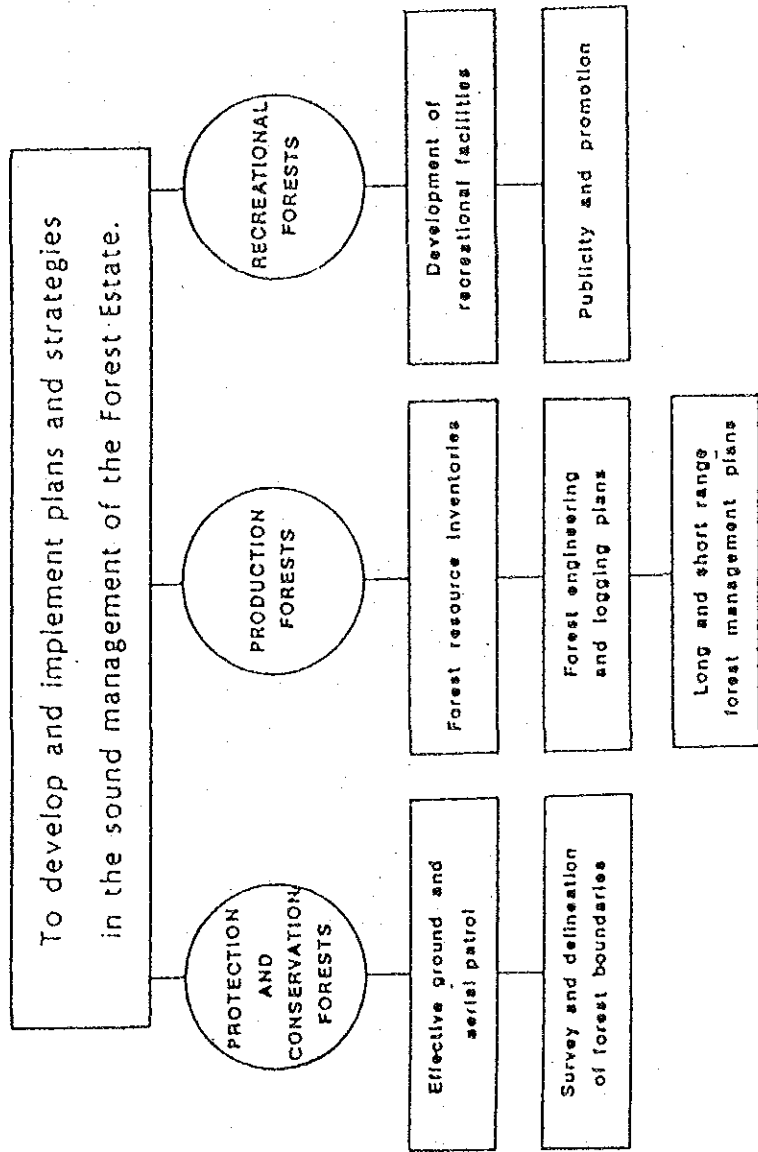 To develop and implement plans and strategies
in the sound management of the Forest Estate.
PROTECTION
AND
CONSERVATION
FORESTS
Effective ground and
aerial patrol
Survey and delineation
of forest boundaries
PRODUCTION
FORESTS
Forest resource inventories
Forest engineering
and logging plans
Long and short range
forest management plans
RECREATIONAL
FORESTS
Development of
recreational facilities
Publicity and promotion